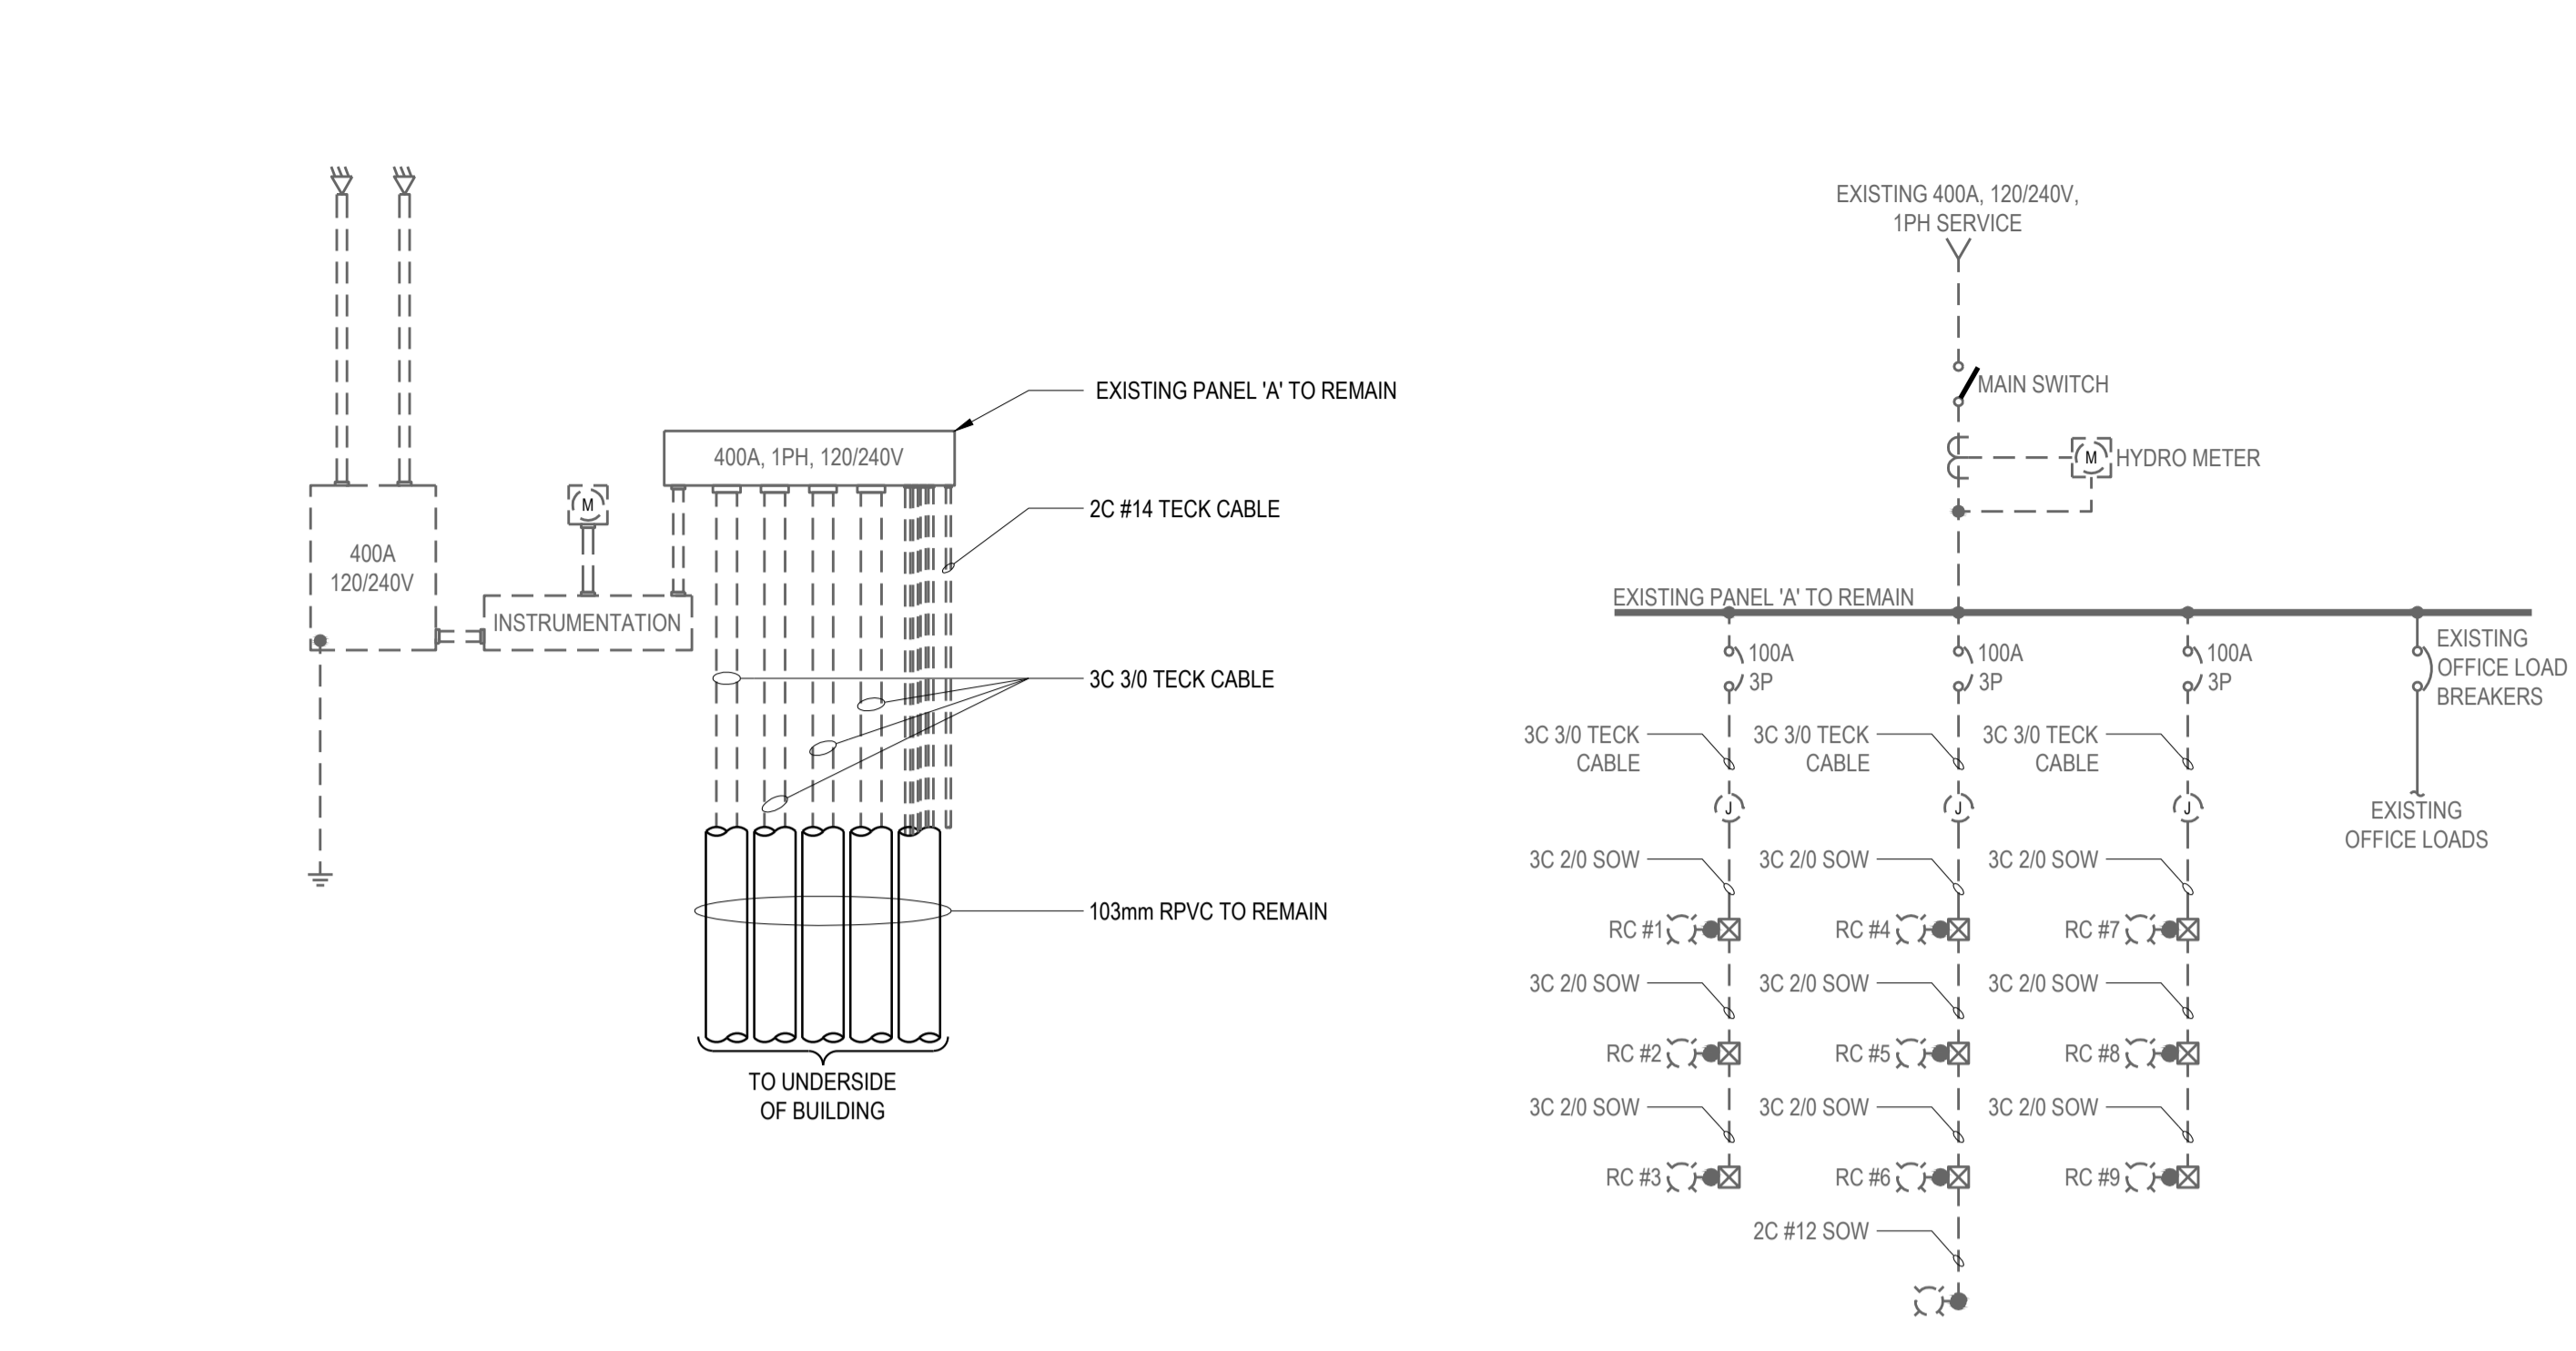 EXISTING PANEL 'A' TO REMAIN
400A, 1PH, 120/240V
2C #14 TECK CABLE
M
400A
120/240V
INSTRUMENTATION
3C 3/0 TECK CABLE
103mm RPVC TO REMAIN
TO UNDERSIDE
OF BUILDING
EXISTING 400A, 120/240V,
1PH SERVICE
MAIN SWITCH
M
HYDRO METER
EXISTING PANEL 'A' TO REMAIN
100A
3P
100A
3P
100A
3P
EXISTING
OFFICE LOAD
BREAKERS
3C 3/0 TECK
CABLE
3C 3/0 TECK
CABLE
3C 3/0 TECK
CABLE
J
J
J
EXISTING
OFFICE LOADS
3C 2/0 SOW
3C 2/0 SOW
3C 2/0 SOW
RC #1
RC #4
RC #7
3C 2/0 SOW
3C 2/0 SOW
3C 2/0 SOW
RC #2
RC #5
RC #8
3C 2/0 SOW
3C 2/0 SOW
3C 2/0 SOW
RC #3
RC #6
RC #9
2C #12 SOW